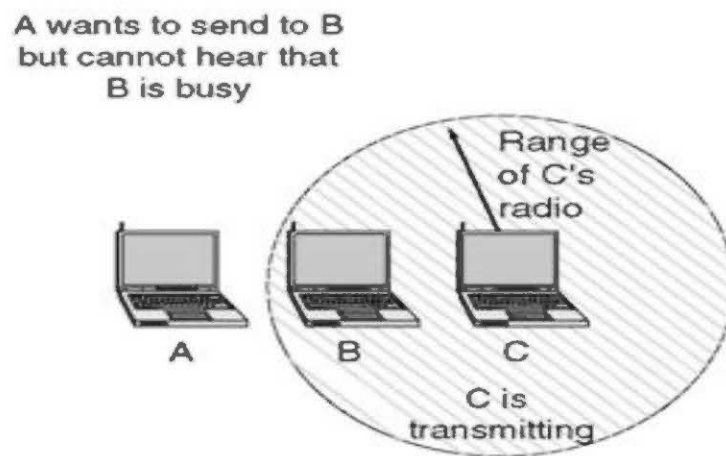 A wants to send to B
but cannot hear that
B is busy
Range
of C's
radio
A
B
C
C is
transmitting